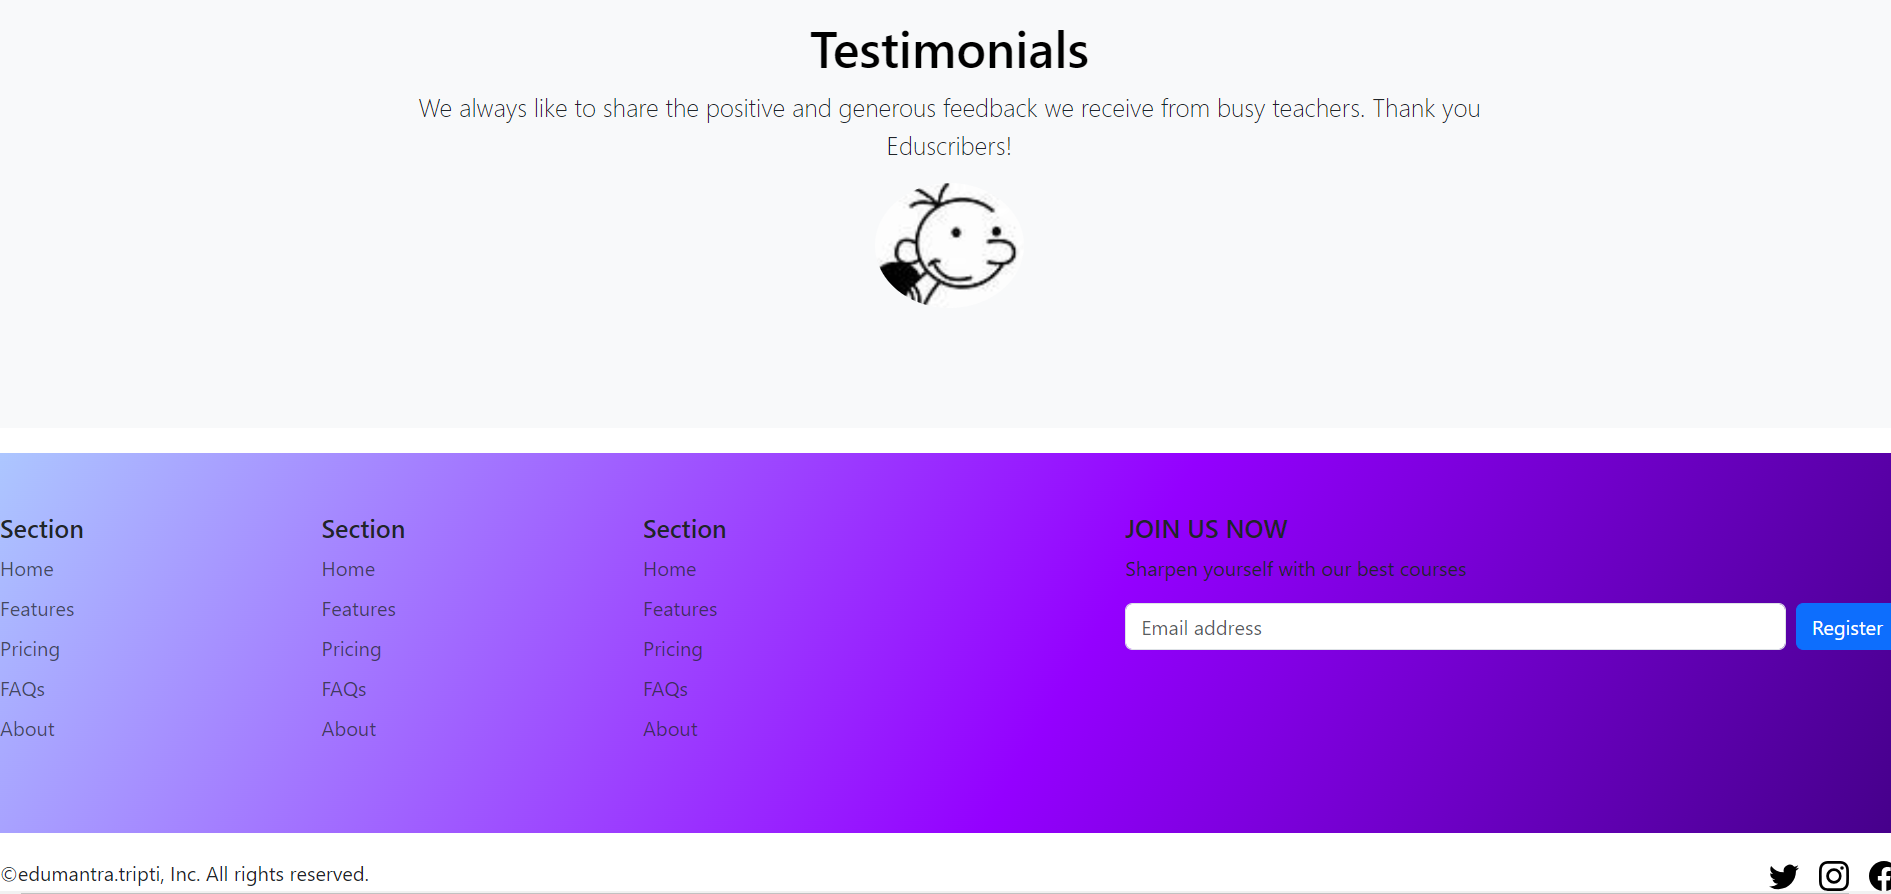 Testimonials
We always like to share the positive and generous feedback we receive from busy teachers. Thank you
Eduscribers!
Section
Home
Features
Pricing
FAQs
About
Section
Home
Features
Pricing
FAQs
About
Section
Home
Features
Pricing
FAQs
About
JOIN US NOW
Sharpen yourself with our best courses
Email address
Register
©edumantra.tripti, Inc. All rights reserved.